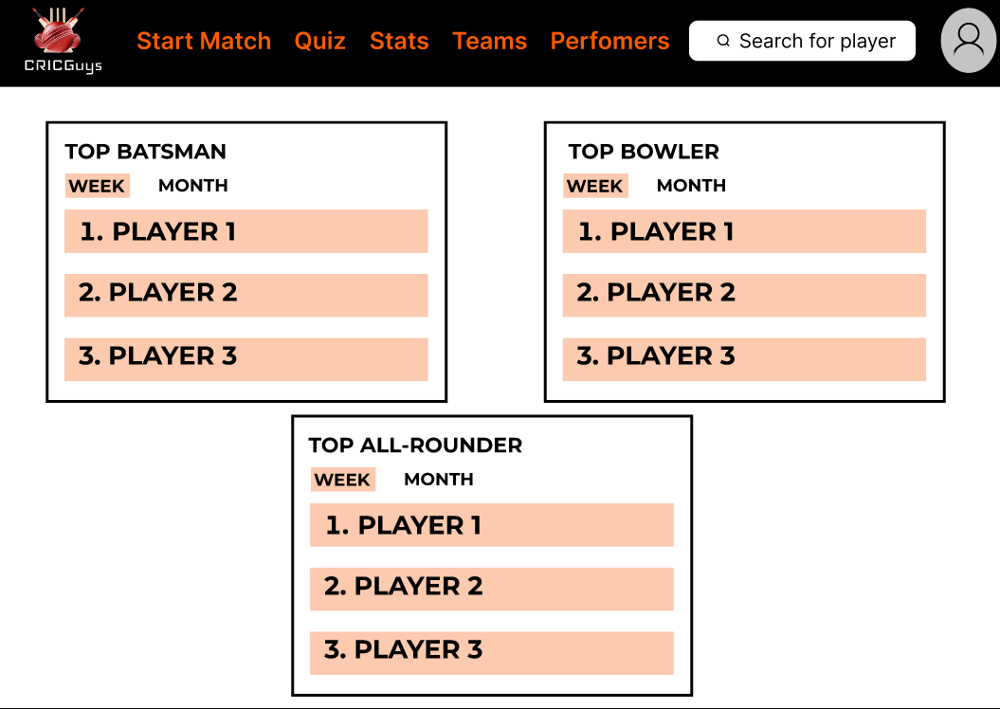 CRICGuys
Start Match Quiz Stats Teams Perfomers Search for player
TOP BATSMAN
WEEK MONTH
1. PLAYER 1
2. PLAYER 2
3. PLAYER 3
TOP BOWLER
WEEK MONTH
1. PLAYER 1
2. PLAYER 2
3. PLAYER 3
TOP ALL-ROUNDER
WEEK MONTH
1. PLAYER 1
2. PLAYER 2
3. PLAYER 3